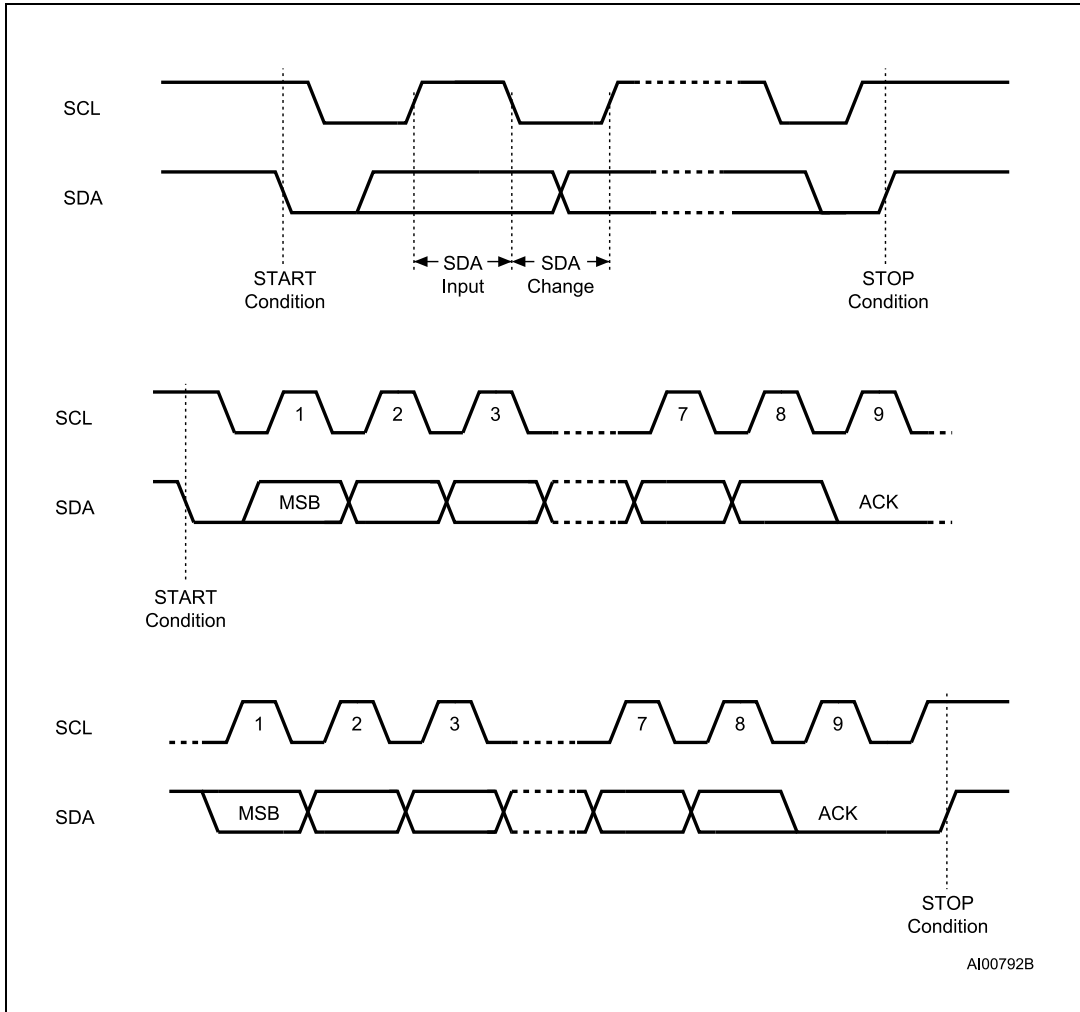 SCL
SDA
SDA
Input
SDA
Change
START
Condition
STOP
Condition
SCL
1 2 3 7 8 9
SDA
MSB
ACK
START
Condition
SCL
1 2 3 7 8 9
SDA
MSB
ACK
STOP
Condition
AI00792B